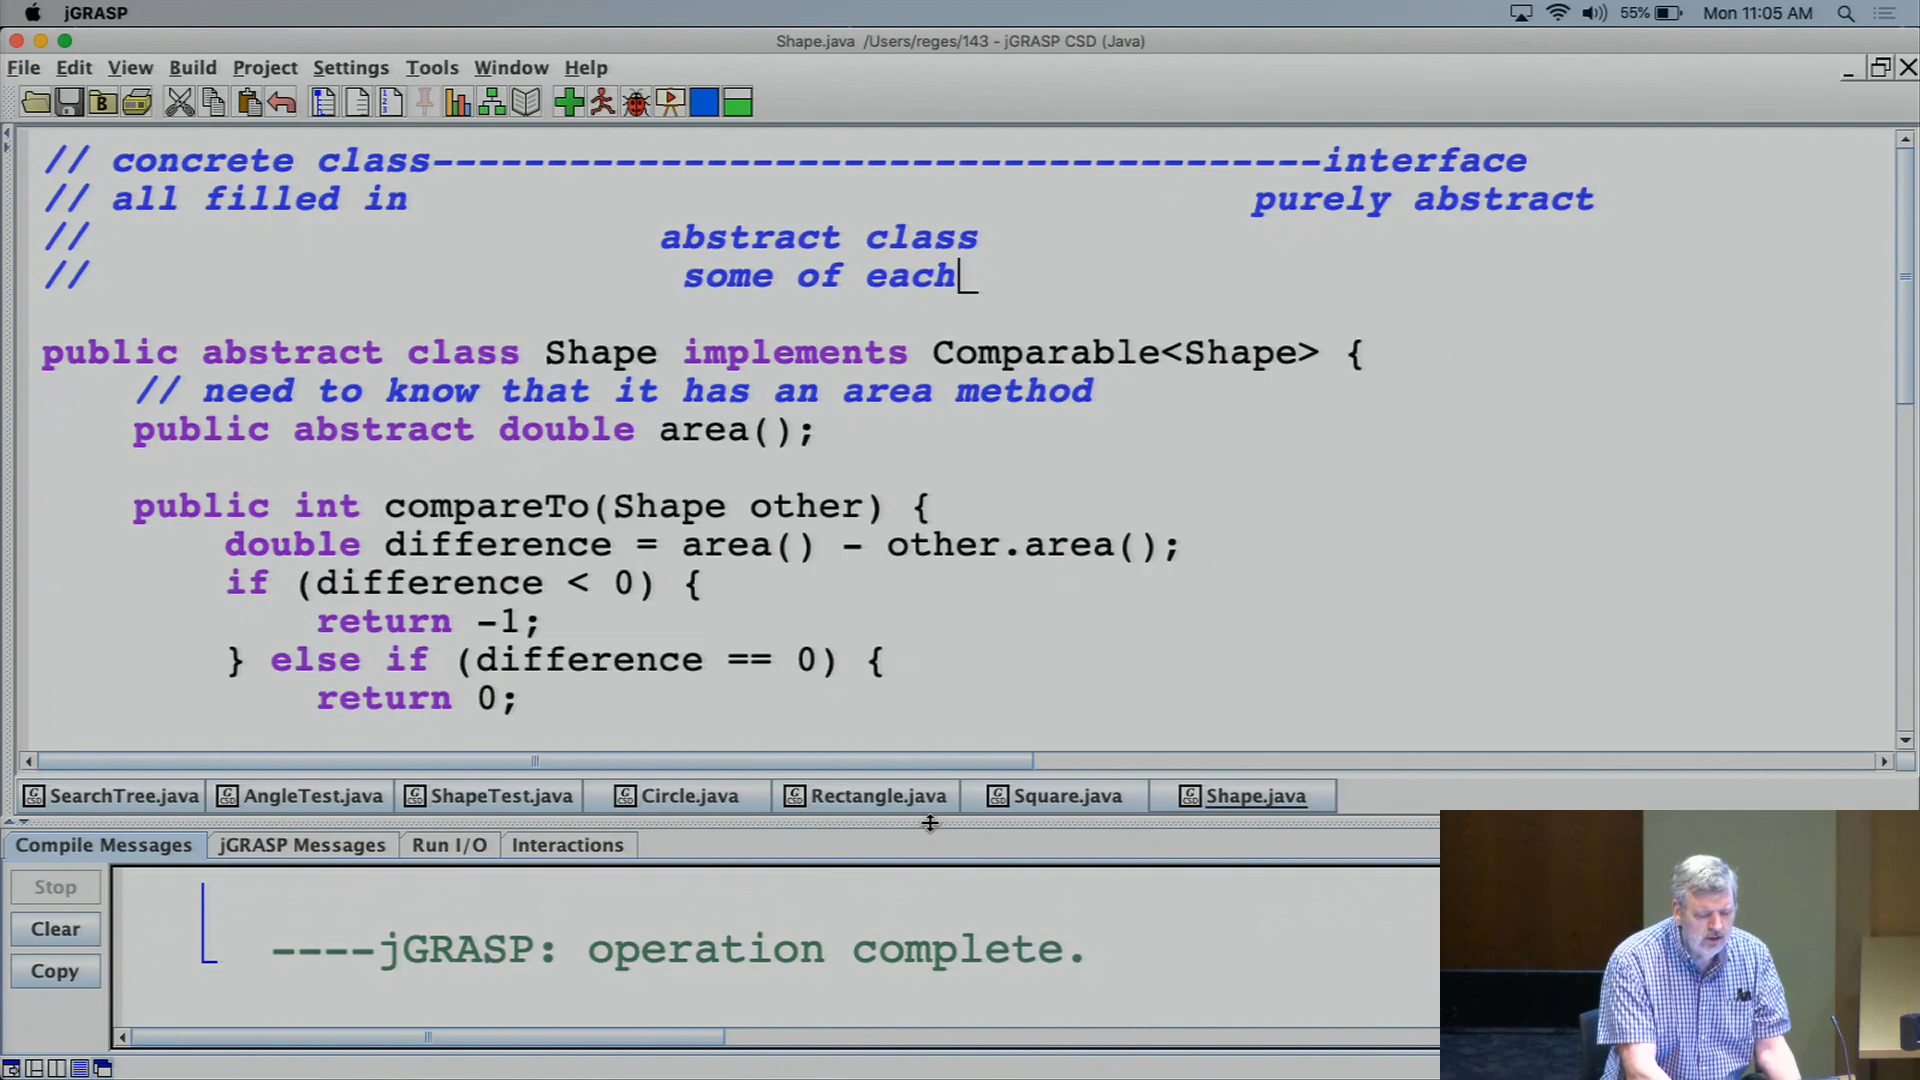 jGRASP 55% Mon 11:05 AM
Shape.java /Users/reges/143 - jGRASP CSD (Java)
File Edit View Build Project Settings Tools Window Help
// concrete class---------------------------------------interface
// all filled in purely abstract
// abstract class
// some of each
public abstract class Shape implements Comparable<Shape> {
// need to know that it has an area method
public abstract double area();
public int compareTo(Shape other) {
double difference = area() - other.area();
if (difference < 0) {
return -1;
} else if (difference == 0) {
return 0;
SearchTree.java AngleTest.java ShapeTest.java Circle.java Rectangle.java Square.java Shape.java
Compile Messages jGRASP Messages Run I/O Interactions
Stop
Clear
Copy
----jGRASP: operation complete.